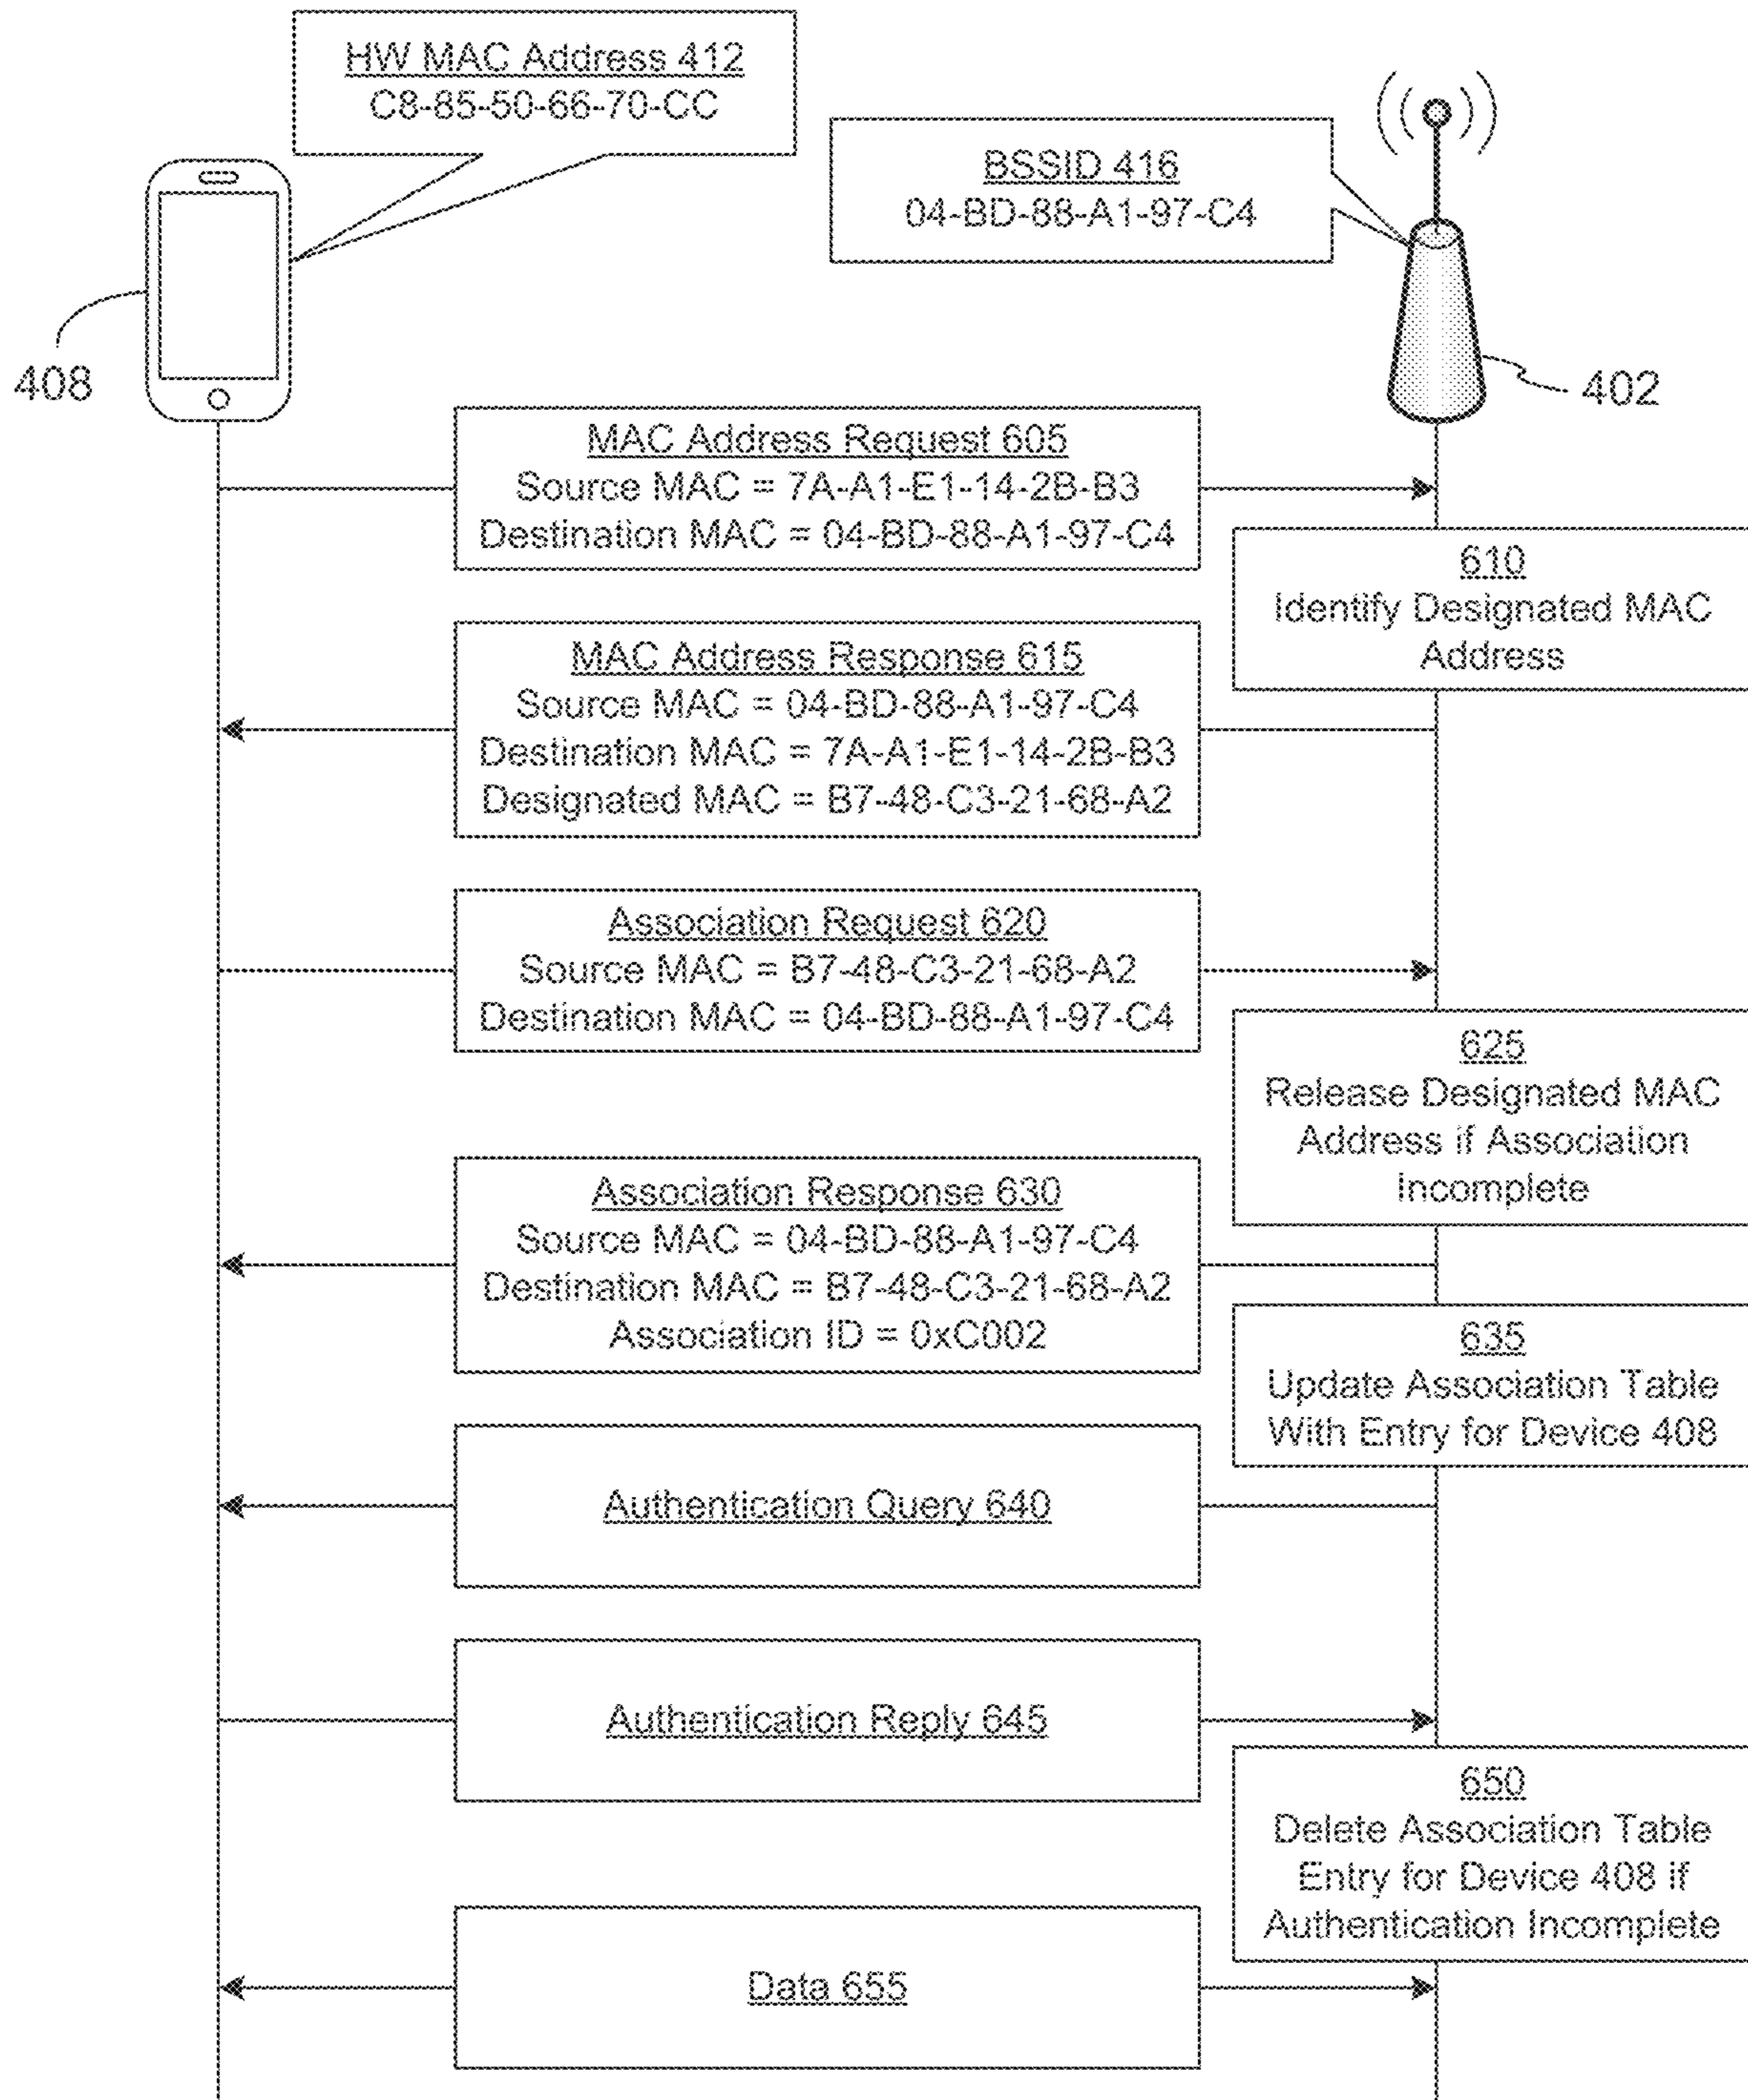 HW MAC Address 412
C8-85-50-66-70-CC
BSSID 416
04-BD-88-A1-97-C4
408
402
MAC Address Request 605
Source MAC = 7A-A1-E1-14-2B-B3
Destination MAC = 04-BD-88-A1-97-C4
610
Identify Designated MAC
Address
MAC Address Response 615
Source MAC = 04-BD-88-A1-97-C4
Destination MAC = 7A-A1-E1-14-2B-B3
Designated MAC = B7-48-C3-21-68-A2
Association Request 620
Source MAC = B7-48-C3-21-68-A2
Destination MAC = 04-BD-88-A1-97-C4
625
Release Designated MAC
Address if Association
Incomplete
Association Response 630
Source MAC = 04-BD-88-A1-97-C4
Destination MAC = B7-48-C3-21-68-A2
Association ID = 0xC002
635
Update Association Table
With Entry for Device 408
Authentication Query 640
Authentication Reply 645
650
Delete Association Table
Entry for Device 408 if
Authentication Incomplete
Data 655